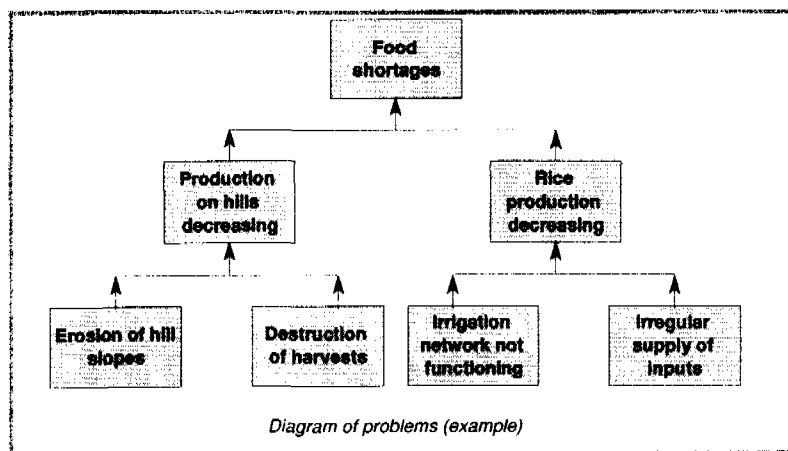 Food
shortages
Production
on hills
decreasing
Rice
production
decreasing
Erosion of hill
slopes
Destruction
of harvests
Irrigation
network not
functioning
Irregular
supply of
inputs
Diagram of problems (example)